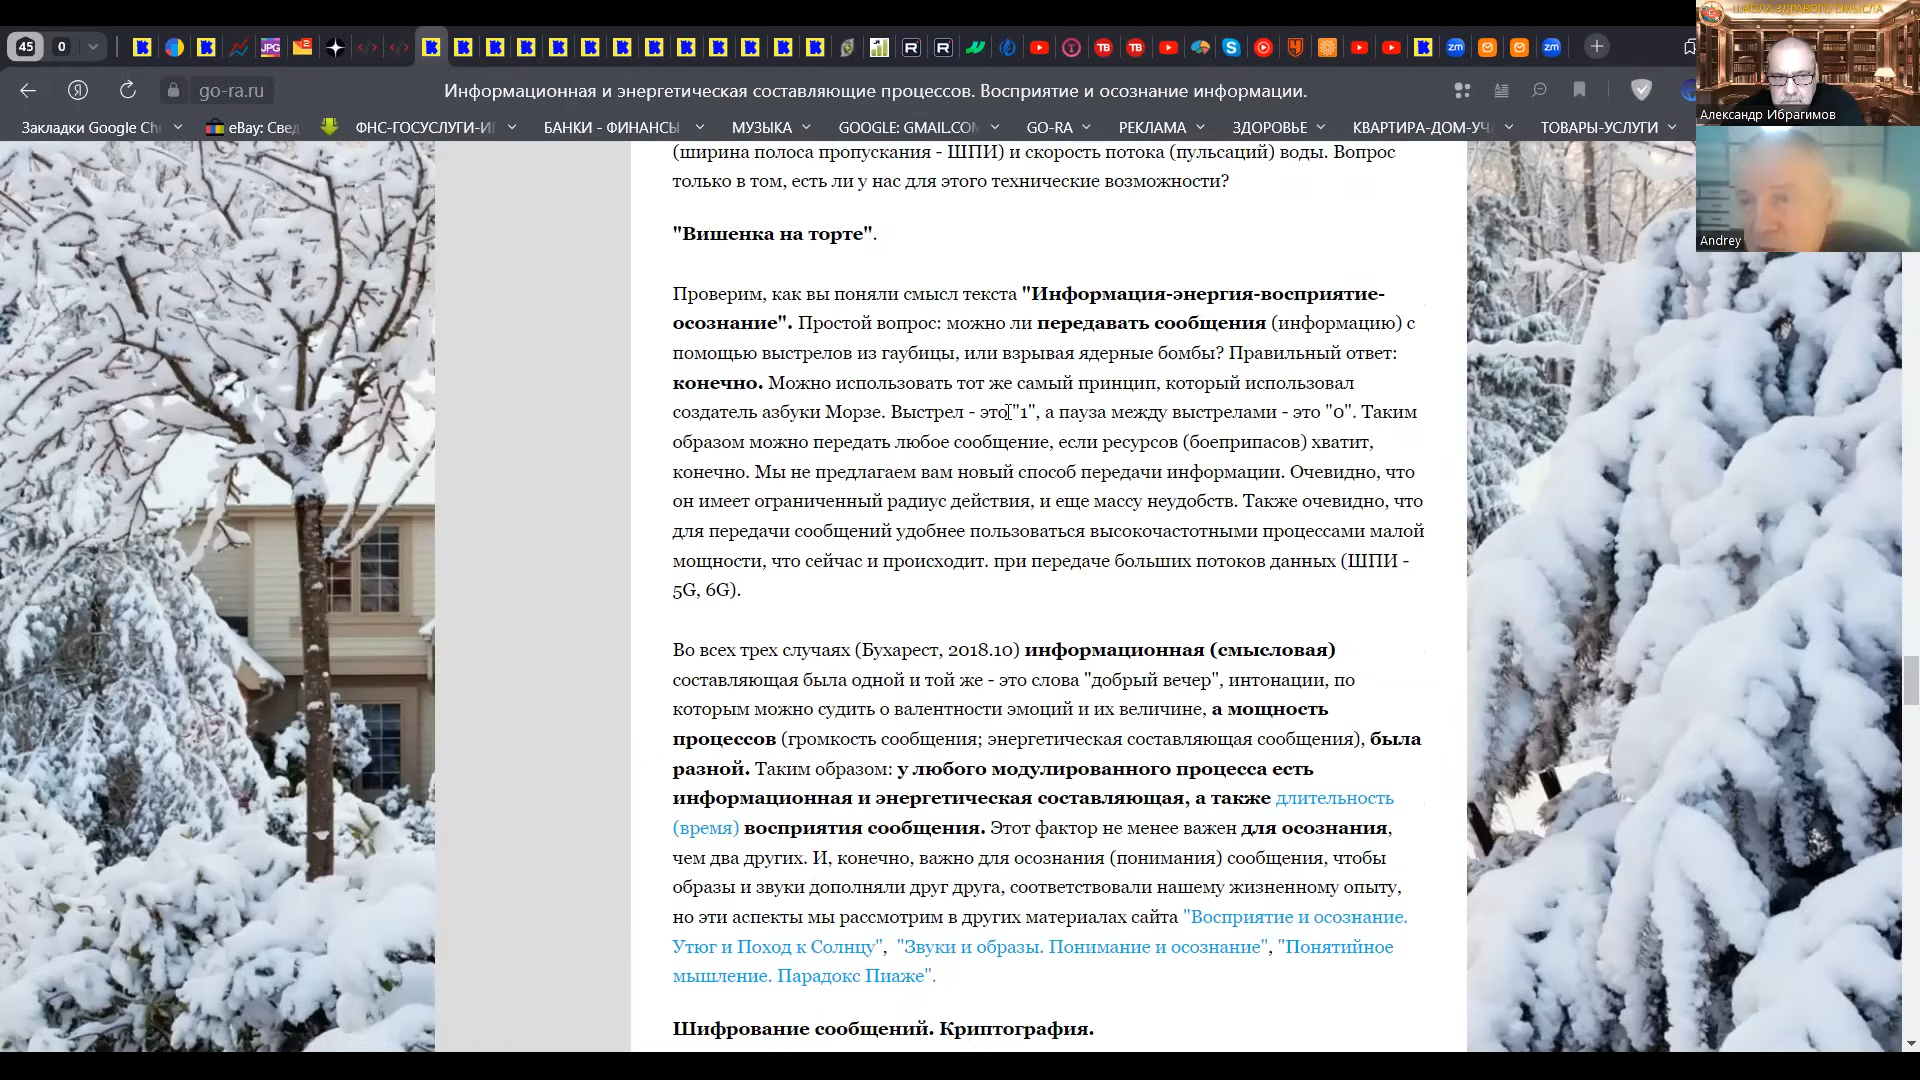 ШКОЛА ЗДРАВОГО СМЫСЛА
45 0
go-ra.ru
Информационная и энергетическая составляющие процессов. Восприятие и осознание информации.
Александр Ибрагимов
Закладки Google Ch
eBay: Свед
ФНС-ГОСУСЛУГИ-ИП
БАНКИ - ФИНАНСЫ
МУЗЫКА
GOOGLE: GMAIL.COM
GO-RA
РЕКЛАМА
ЗДОРОВЬЕ
КВАРТИРА-ДОМ-УЧ
ТОВАРЫ-УСЛУГИ
Andrey
(ширина полоса пропускания - ШПИ) и скорость потока (пульсаций) воды. Вопрос
только в том, есть ли у нас для этого технические возможности?
"Вишенка на торте".
Проверим, как вы поняли смысл текста "Информация-энергия-восприятие-
осознание". Простой вопрос: можно ли передавать сообщения (информацию) с
помощью выстрелов из гаубицы, или взрывая ядерные бомбы? Правильный ответ:
конечно. Можно использовать тот же самый принцип, который использовал
создатель азбуки Морзе. Выстрел - это "1", а пауза между выстрелами - это "0". Таким
образом можно передать любое сообщение, если ресурсов (боеприпасов) хватит,
конечно. Мы не предлагаем вам новый способ передачи информации. Очевидно, что
он имеет ограниченный радиус действия, и еще массу неудобств. Также очевидно, что
для передачи сообщений удобнее пользоваться высокочастотными процессами малой
мощности, что сейчас и происходит. при передаче больших потоков данных (ШПИ -
5G, 6G).
Во всех трех случаях (Бухарест, 2018.10) информационная (смысловая)
составляющая была одной и той же - это слова "добрый вечер", интонации, по
которым можно судить о валентности эмоций и их величине, а мощность
процессов (громкость сообщения; энергетическая составляющая сообщения), была
разной. Таким образом: у любого модулированного процесса есть
информационная и энергетическая составляющая, а также длительность
(время) восприятия сообщения. Этот фактор не менее важен для осознания,
чем два других. И, конечно, важно для осознания (понимания) сообщения, чтобы
образы и звуки дополняли друг друга, соответствовали нашему жизненному опыту,
но эти аспекты мы рассмотрим в других материалах сайта "Восприятие и осознание.
Утюг и Поход к Солнцу", "Звуки и образы. Понимание и осознание", "Понятийное
мышление. Парадокс Пиаже".
Шифрование сообщений. Криптография.